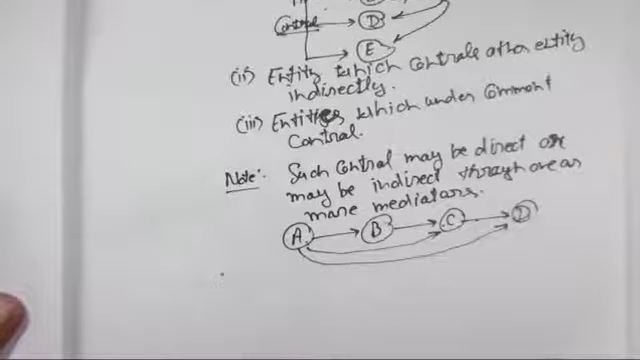 Control
D
E
(ii) Entity which controls other entity
indirectly.
(iii) Entities which under Common
Control.
Note:- Such Control may be direct or
may be indirect through one or
more mediators.
A B C D